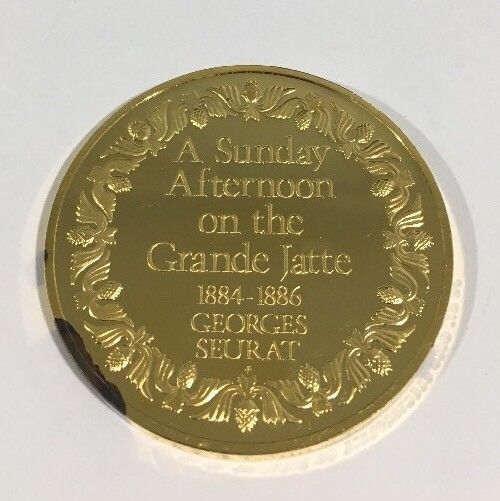 A Sunday
Afternoon
on the
Grande Jatte
1884-1886
GEORGES
SEURAT